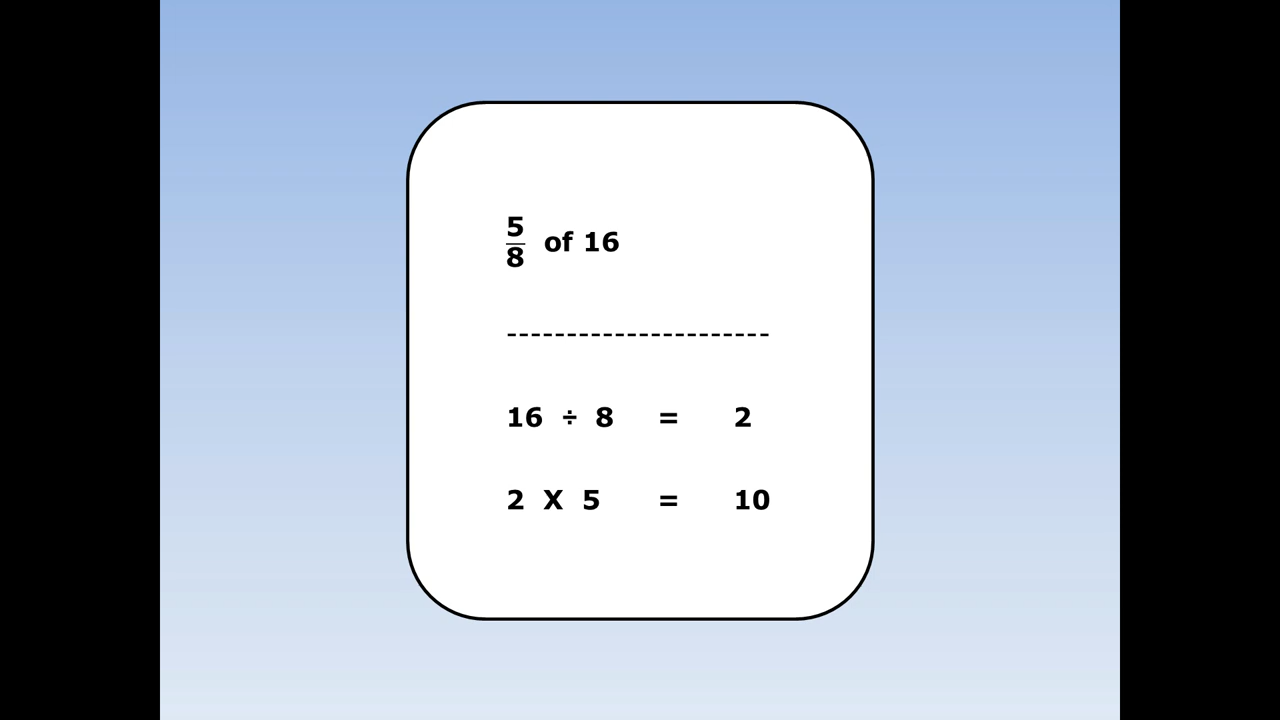 5/8 of 16
----------------------
16 ÷ 8 = 2
2 X 5 = 10